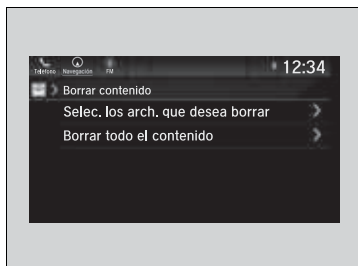 12:34
Teléfono Navegación FM
Borrar contenido
Selec. los arch. que desea borrar
Borrar todo el contenido